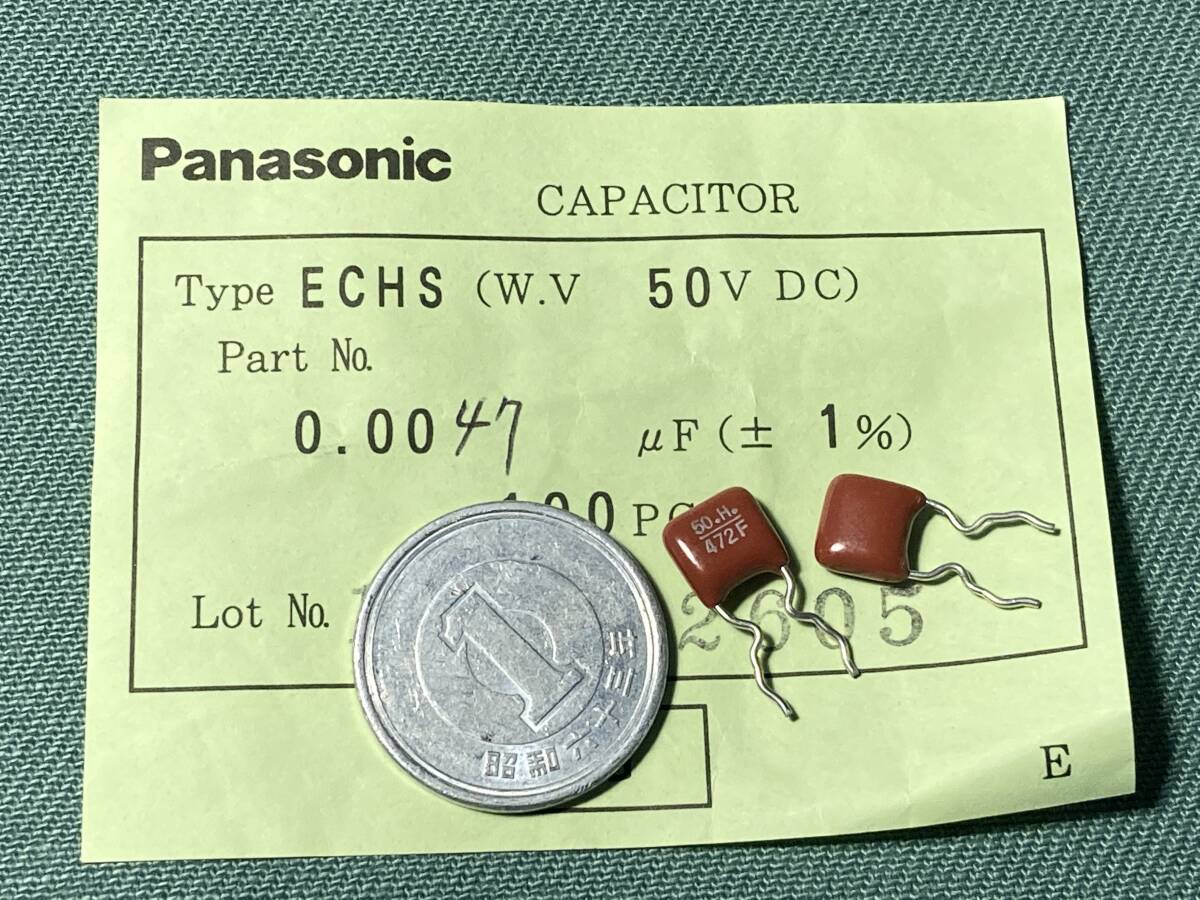 Panasonic
CAPACITOR
Type ECHS (W.V 50V DC)
Part No.
0.0047 μF (± 1%)
100 PC
50.H.
472F
Lot No. 2605
1
昭和六十三年
E